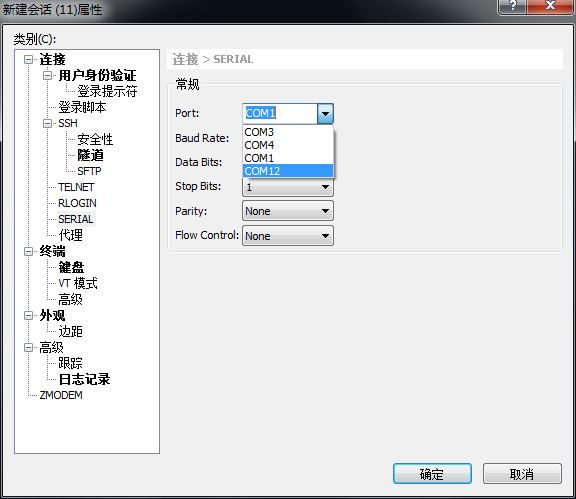 新建会话 (11)属性
?
类别(C):
连接
用户身份验证
登录提示符
登录脚本
SSH
安全性
隧道
SFTP
TELNET
RLOGIN
SERIAL
代理
终端
键盘
VT 模式
高级
外观
边距
高级
跟踪
日志记录
ZMODEM
连接 > SERIAL
常规
Port: COM1
COM3
COM4
COM1
COM12
Baud Rate:
Data Bits:
Stop Bits: 1
Parity: None
Flow Control: None
确定
取消